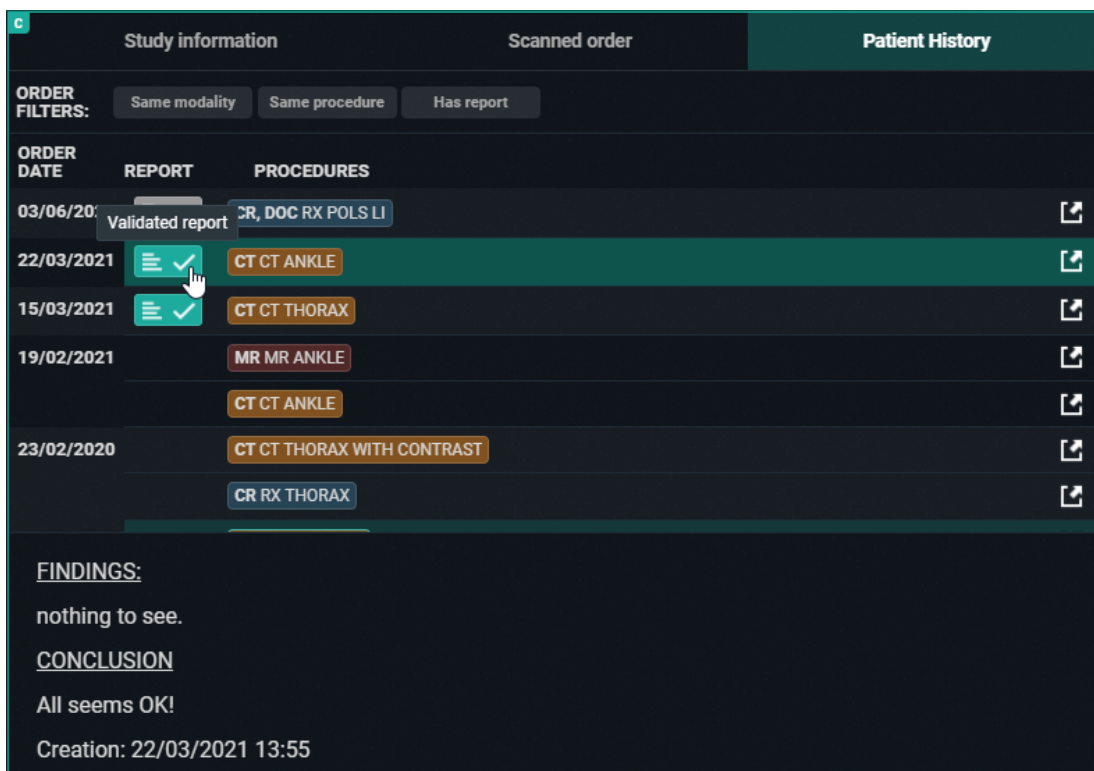 C
Study information Scanned order Patient History
ORDER
FILTERS: Same modality Same procedure Has report
ORDER
DATE REPORT PROCEDURES
03/06/20 CR, DOC RX POLS LI
Validated report
22/03/2021 CT CT ANKLE
15/03/2021 CT CT THORAX
19/02/2021 MR MR ANKLE
CT CT ANKLE
23/02/2020 CT CT THORAX WITH CONTRAST
CR RX THORAX
FINDINGS:
nothing to see.
CONCLUSION
All seems OK!
Creation: 22/03/2021 13:55